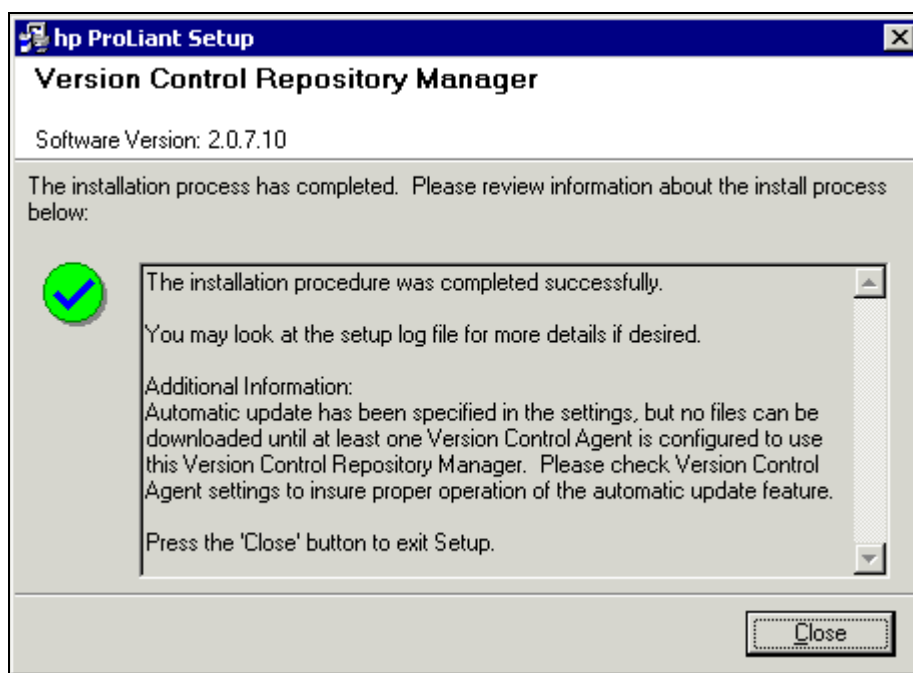 hp ProLiant Setup
Version Control Repository Manager
Software Version: 2.0.7.10
The installation process has completed.  Please review information about the install process
below:
The installation procedure was completed successfully.
You may look at the setup log file for more details if desired.
Additional Information:
Automatic update has been specified in the settings, but no files can be
downloaded until at least one Version Control Agent is configured to use
this Version Control Repository Manager.  Please check Version Control
Agent settings to insure proper operation of the automatic update feature.
Press the 'Close' button to exit Setup.
Close